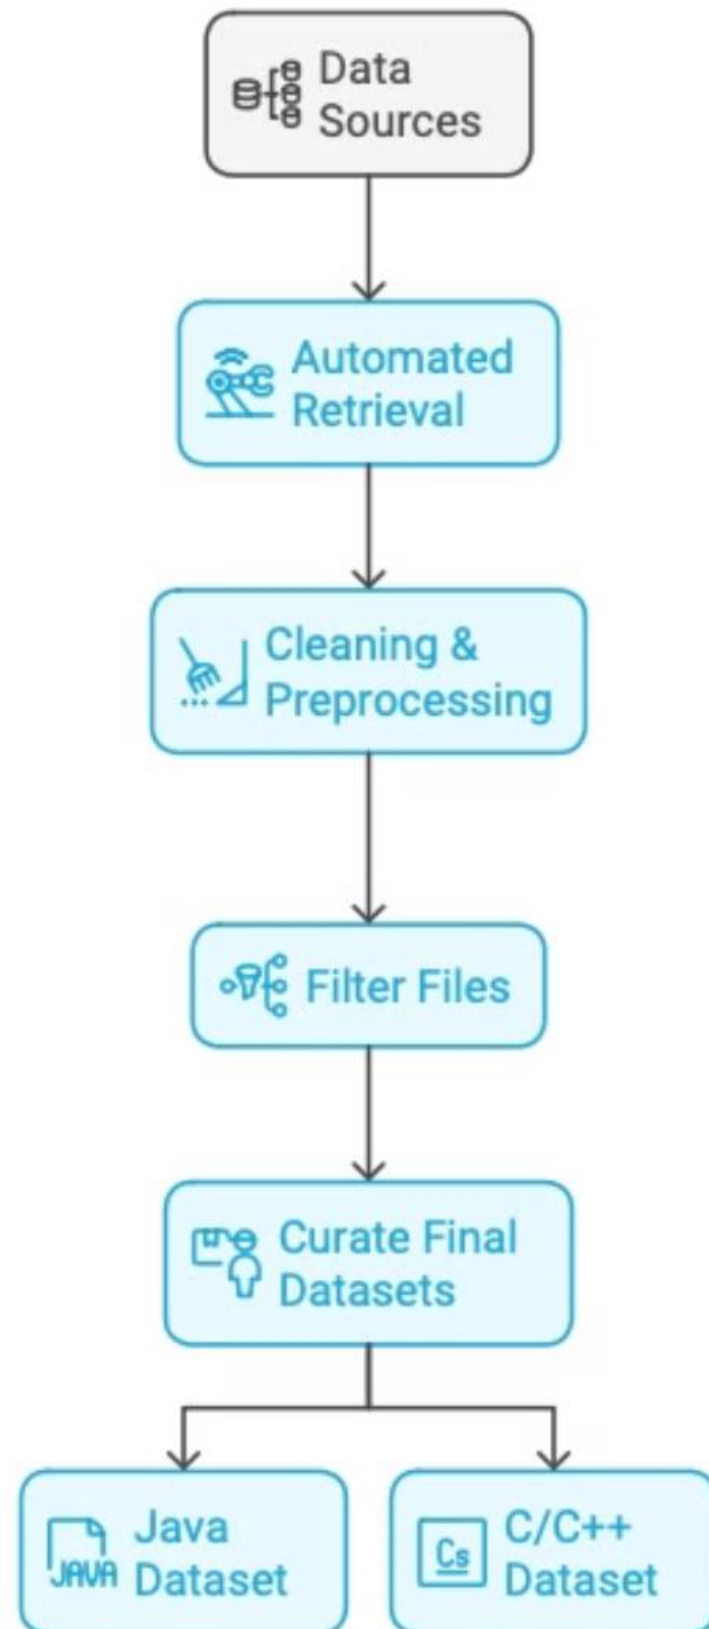 Data
Sources
Automated
Retrieval
Cleaning &
Preprocessing
Filter Files
Curate Final
Datasets
JAVA
Java
Dataset
Cs
C/C++
Dataset